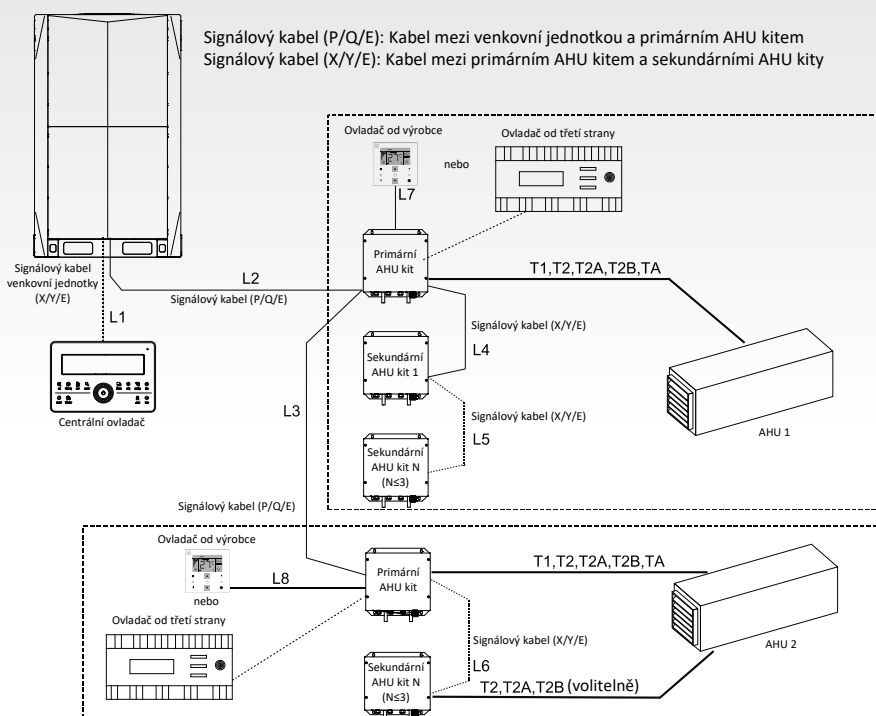 Signálový kabel (P/Q/E): Kabel mezi venkovní jednotkou a primárním AHU kitem
Signálový kabel (X/Y/E): Kabel mezi primárním AHU kitem a sekundárními AHU kity
Ovladač od výrobce
nebo
Ovladač od třetí strany
L7
Primární
AHU kit
T1,T2,T2A,T2B,TA
Signálový kabel
venkovní jednotky
(X/Y/E)
L1
L2
Signálový kabel (P/Q/E)
Centrální ovladač
Signálový kabel (X/Y/E)
L4
Sekundární
AHU kit 1
L3
Signálový kabel (X/Y/E)
L5
Sekundární
AHU kit N
(N≤3)
AHU 1
Signálový kabel (P/Q/E)
Ovladač od výrobce
nebo
L8
Ovladač od třetí strany
Primární
AHU kit
T1,T2,T2A,T2B,TA
Signálový kabel (X/Y/E)
L6
Sekundární
AHU kit N
(N≤3)
T2,T2A,T2B (volitelně)
AHU 2